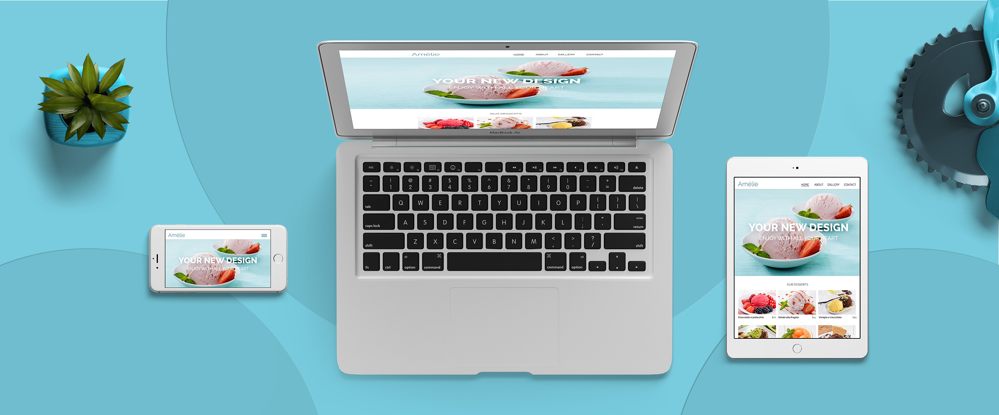 Amélie HOME ABOUT GALLERY CONTACT
YOUR NEW DESIGN
ENJOY WITH ALL YOUR HEART
OUR DESSERTS
MacBook Air
esc F1 F2 F3 F4 F5 F6 F7 F8 F9 F10 F11 F12
~ ! @ # $ % ^ & * ( ) — +
` 1 2 3 4 5 6 7 8 9 0 - = delete
tab Q W E R T Y U I O P { [ } ] | \
caps lock A S D F G H J K L : ; " ' enter return
shift Z X C V B N M < , > . ? / shift
fn ctrl alt option ⌘ command ⌘ command alt option
Amélie
YOUR NEW DESIGN
ENJOY WITH ALL YOUR HEART
Amélie HOME ABOUT GALLERY CONTACT
YOUR NEW DESIGN
ENJOY WITH ALL YOUR HEART
OUR DESSERTS
Cioccolato e pistacchio $20 Gelato alla fragola $15 Vaniglia e cioccolato $23